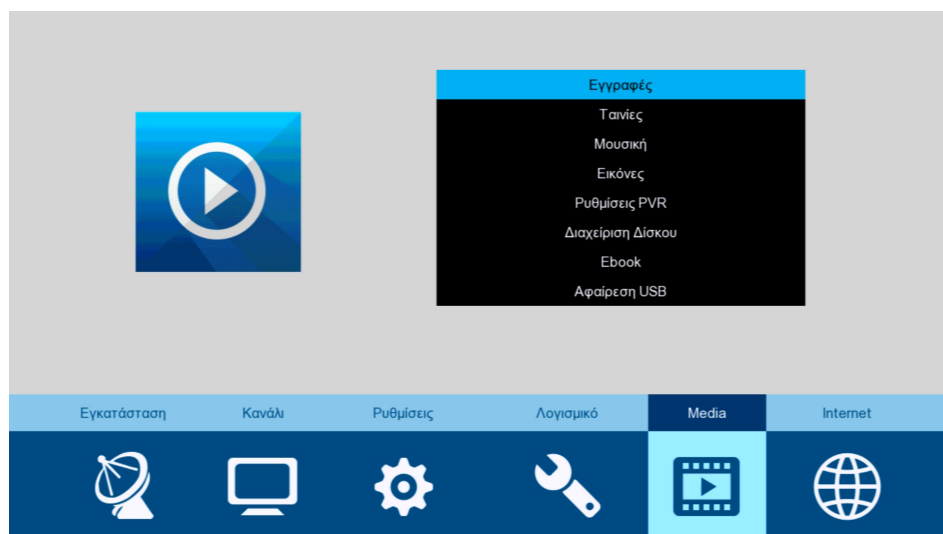 Εγγραφές
Ταινίες
Μουσική
Εικόνες
Ρυθμίσεις PVR
Διαχείριση Δίσκου
Ebook
Αφαίρεση USB
Εγκατάσταση
Κανάλι
Ρυθμίσεις
Λογισμικό
Media
Internet